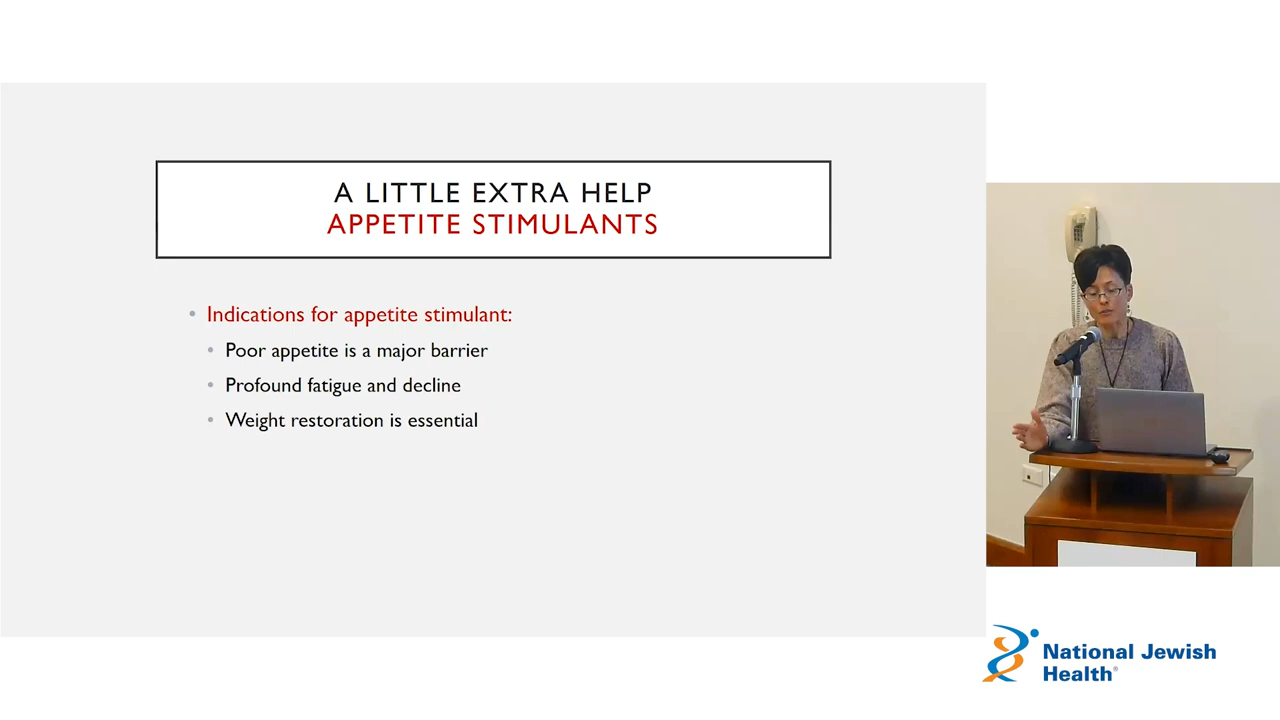 A LITTLE EXTRA HELP
APPETITE STIMULANTS
• Indications for appetite stimulant:
• Poor appetite is a major barrier
• Profound fatigue and decline
• Weight restoration is essential
National Jewish
Health®